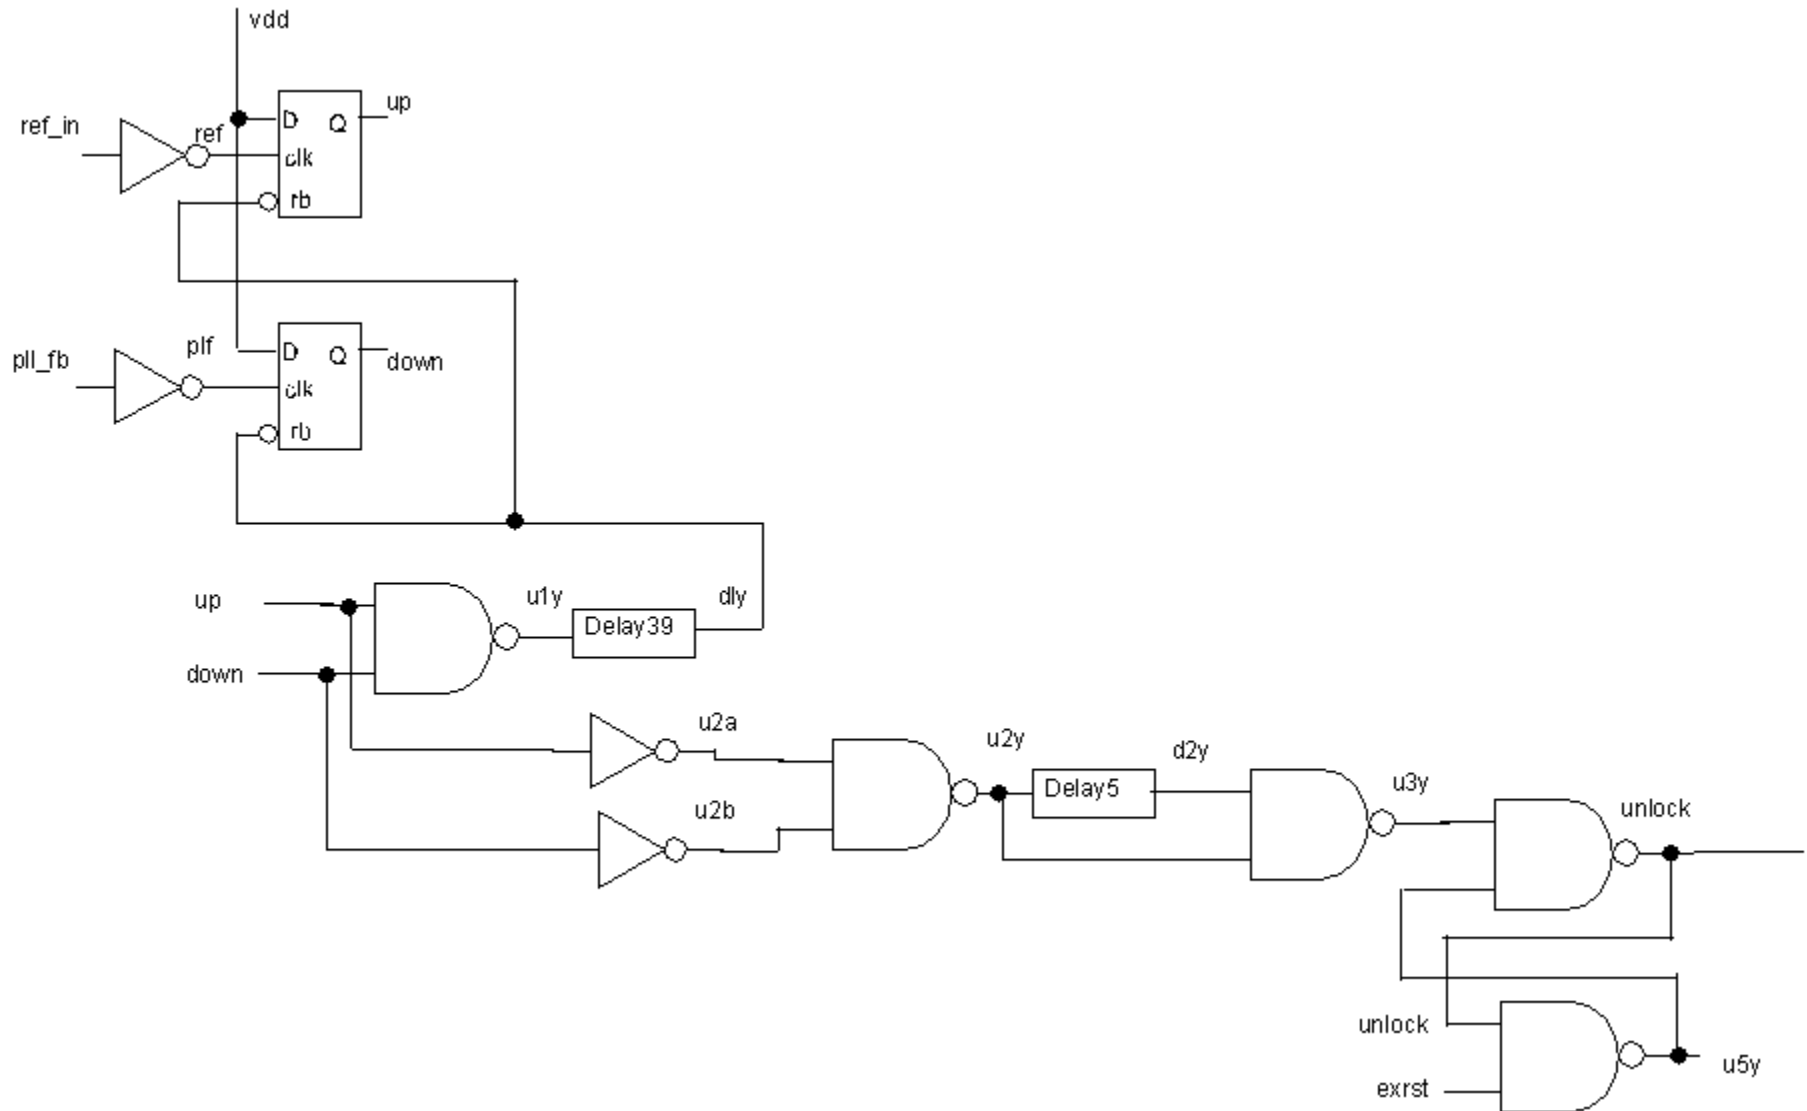 vdd
up
ref_in
ref
D
Q
clk
rb
plf
pll_fb
D
Q
down
clk
rb
up
u1y
dly
Delay39
down
u2a
u2y
d2y
Delay5
u3y
u2b
unlock
unlock
exrst
u5y